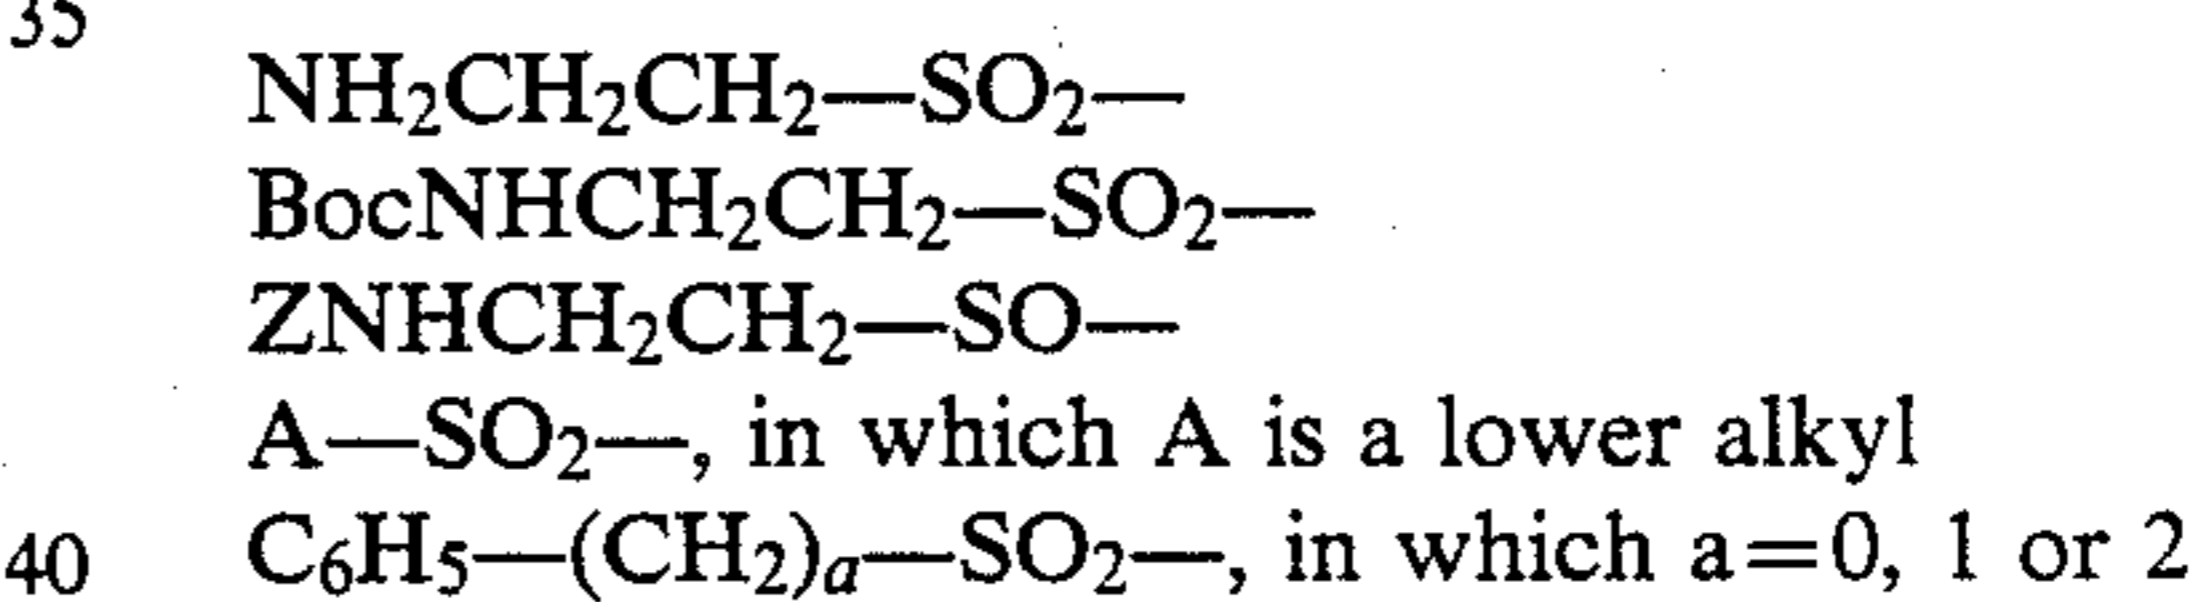 35
NH₂CH₂CH₂—SO₂—
BocNHCH₂CH₂—SO₂—
ZNHCH₂CH₂—SO—
A—SO₂—, in which A is a lower alkyl
40 C₆H₅—(CH₂)ₐ—SO₂—, in which a=0, 1 or 2